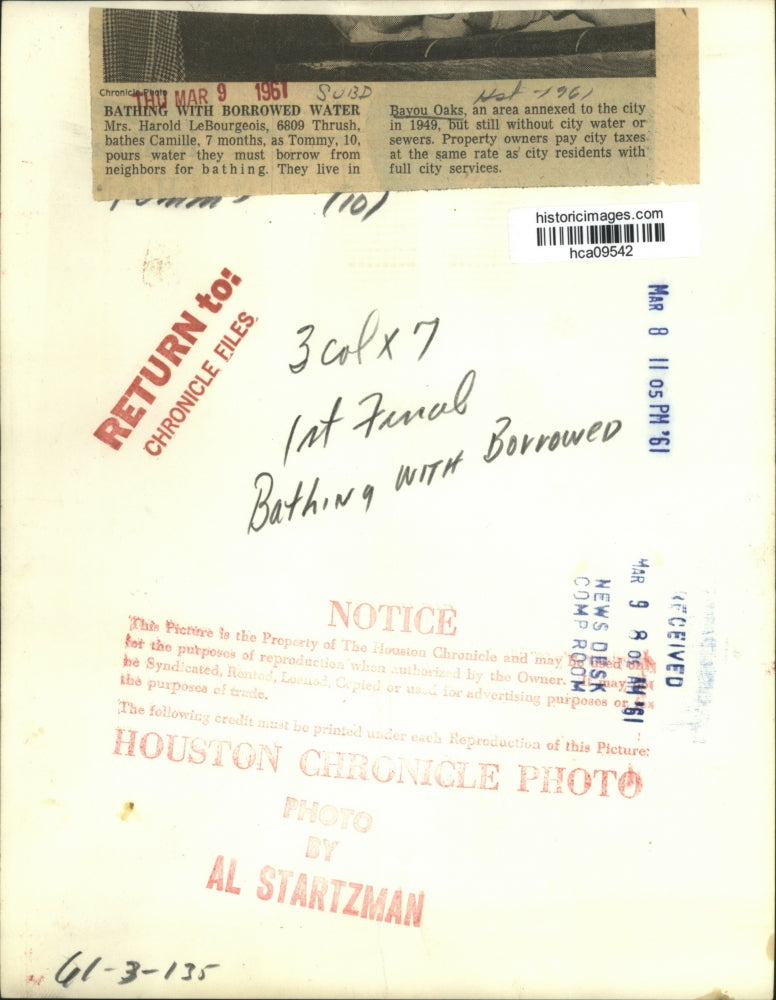 Chronicle Photo
THU MAR 9 1961
SUBD
Hst - 1961
BATHING WITH BORROWED WATER
Mrs. Harold LeBourgeois, 6809 Thrush,
bathes Camille, 7 months, as Tommy, 10,
pours water they must borrow from
neighbors for bathing. They live in
Bayou Oaks, an area annexed to the city
in 1949, but still without city water or
sewers. Property owners pay city taxes
at the same rate as city residents with
full city services.
(10)
historicimages.com
hca09542
RETURN to:
CHRONICLE FILES
MAR 8 11 05 PM '61
3 col x 7
1st Final
Bathing WITH Borrowed
RECEIVED
MAR 9 8 06 AM '61
NEWS DESK
COMP ROOM
NOTICE
This Picture is the Property of The Houston Chronicle and may be used only
for the purposes of reproduction when authorized by the Owner. It may not
be Syndicated, Rented, Loaned, Copied or used for advertising purposes or for
the purposes of trade.
The following credit must be printed under each Reproduction of this Picture:
HOUSTON CHRONICLE PHOTO
PHOTO
BY
AL STARTZMAN
61-3-135